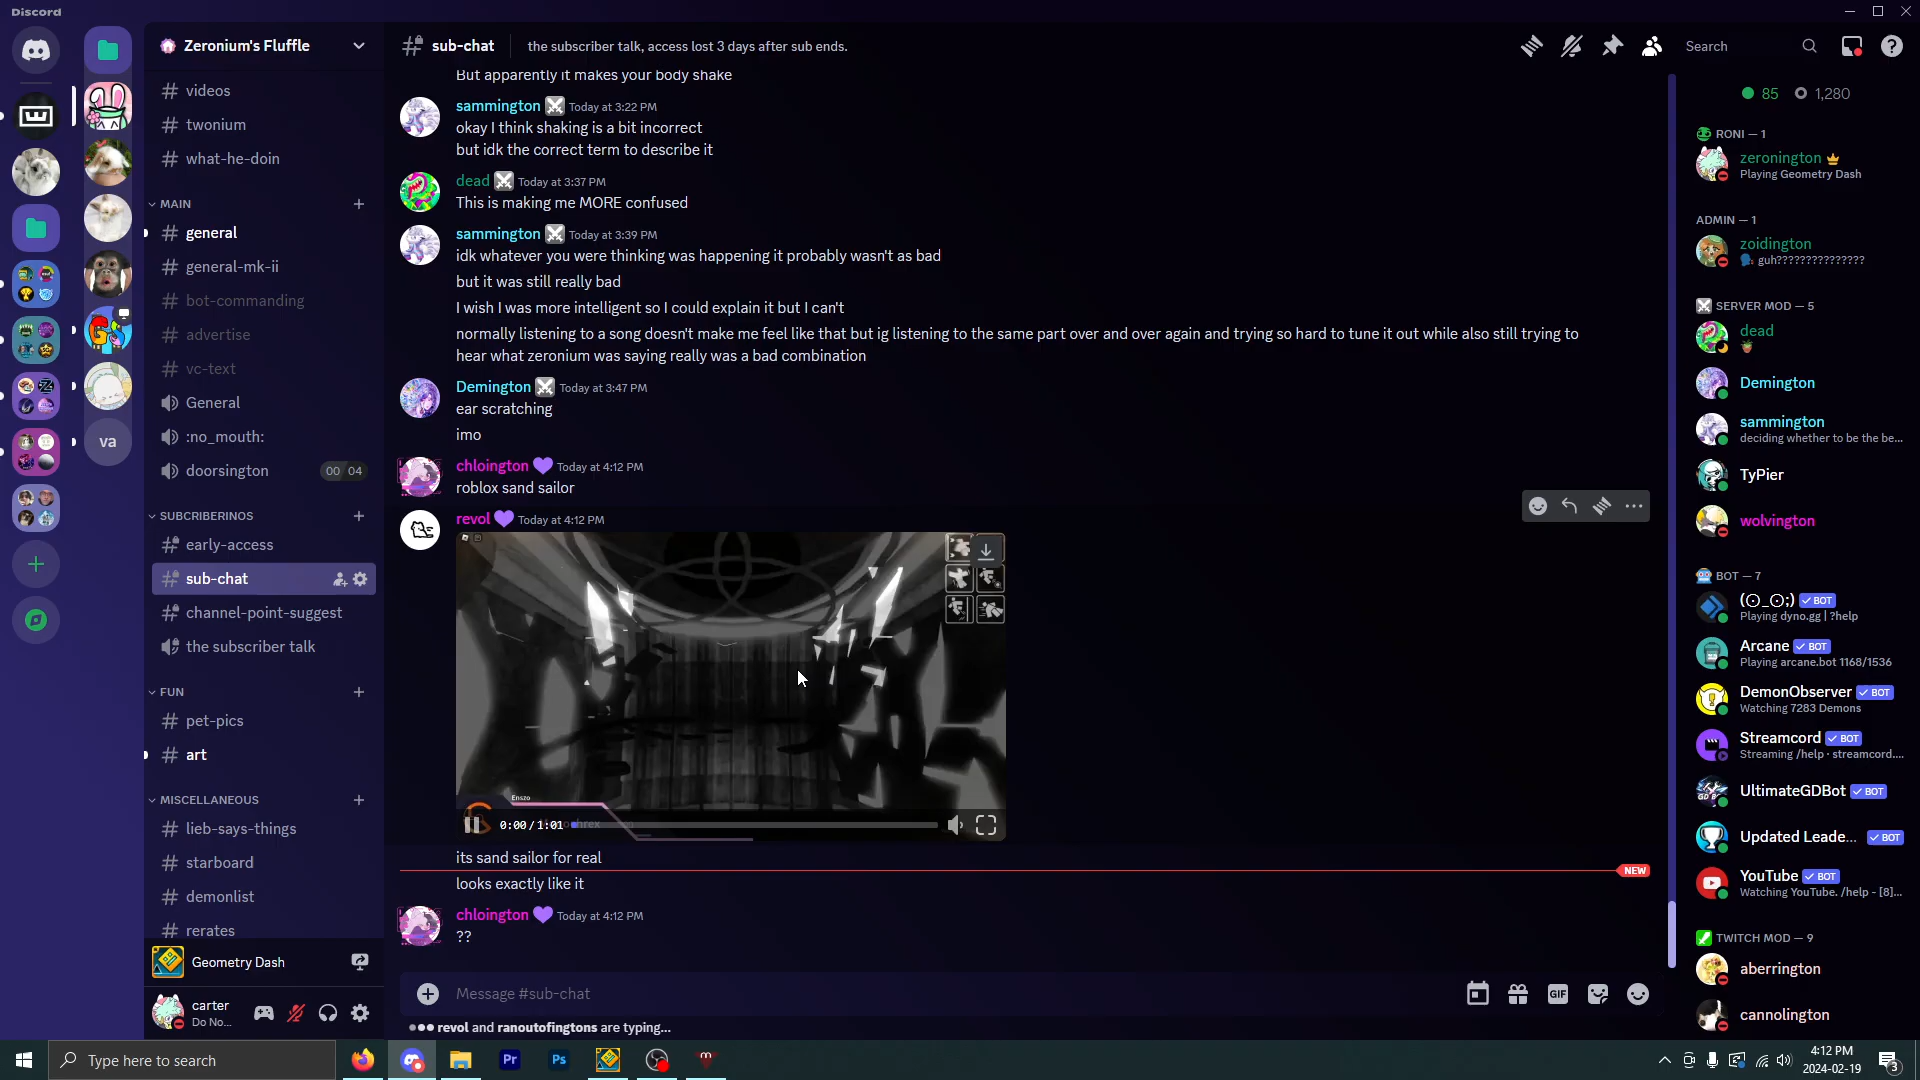 Discord
Zeronium's Fluffle
videos
twonium
what-he-doin
MAIN
general
general-mk-ii
bot-commanding
advertise
vc-text
General
:no_mouth:
doorsington
00 04
SUBCRIBERINOS
early-access
sub-chat
channel-point-suggest
the subscriber talk
FUN
pet-pics
art
MISCELLANEOUS
lieb-says-things
starboard
demonlist
rerates
Geometry Dash
carter
Do No...
va
sub-chat
the subscriber talk, access lost 3 days after sub ends.
Search
But apparently it makes your body shake
sammington Today at 3:22 PM
okay I think shaking is a bit incorrect
but idk the correct term to describe it
dead Today at 3:37 PM
This is making me MORE confused
sammington Today at 3:39 PM
idk whatever you were thinking was happening it probably wasn't as bad
but it was still really bad
I wish I was more intelligent so I could explain it but I can't
normally listening to a song doesn't make me feel like that but ig listening to the same part over and over again and trying so hard to tune it out while also still trying to
hear what zeronium was saying really was a bad combination
Demington Today at 3:47 PM
ear scratching
imo
chloington Today at 4:12 PM
roblox sand sailor
revol Today at 4:12 PM
Enszo
0:00/1:01
its sand sailor for real
NEW
looks exactly like it
chloington Today at 4:12 PM
??
Message #sub-chat
GIF
revol and ranoutofingtons are typing...
85 1,280
RONI — 1
zeronington
Playing Geometry Dash
ADMIN — 1
zoidington
guh???????????????
SERVER MOD — 5
dead
Demington
sammington
deciding whether to be the be...
TyPier
wolvington
BOT — 7
(⊙_⊙;) BOT
Playing dyno.gg | ?help
Arcane BOT
Playing arcane.bot 1168/1536
DemonObserver BOT
Watching 7283 Demons
Streamcord BOT
Streaming /help · streamcord....
UltimateGDBot BOT
Updated Leade... BOT
YouTube BOT
Watching YouTube. /help - [8]...
TWITCH MOD — 9
aberrington
cannolington
Type here to search
Pr
Ps
4:12 PM
2024-02-19
3